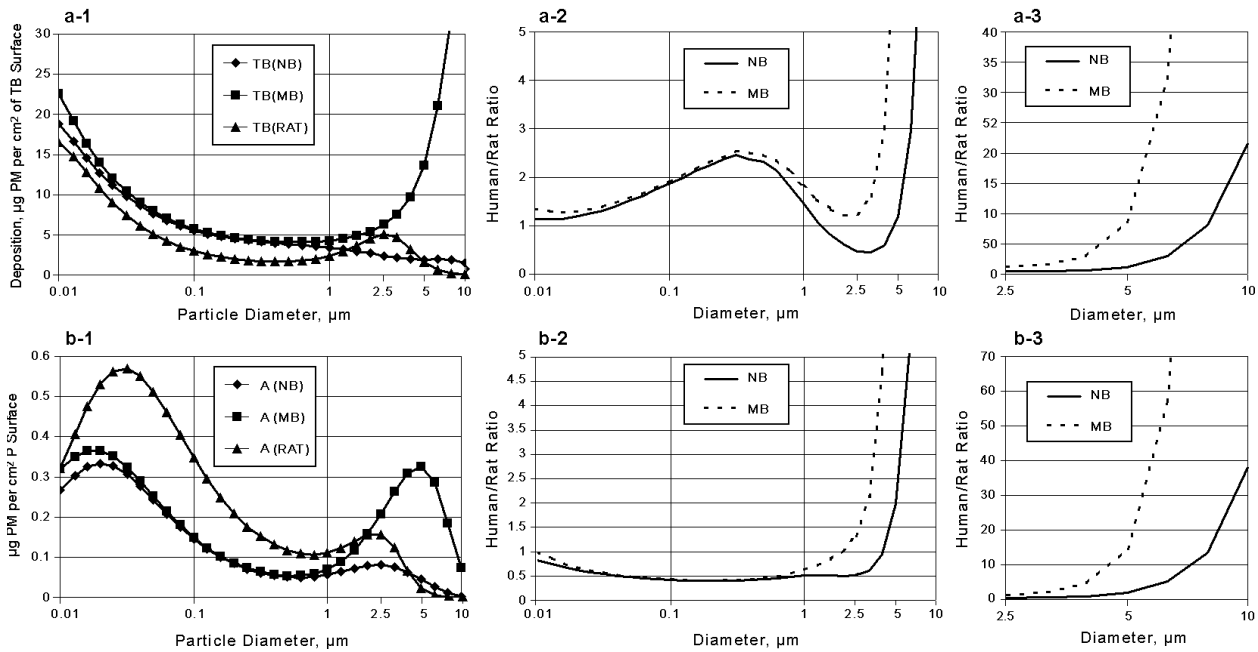 a-1
Deposition, µg PM per cm² of TB Surface
30
25
20
15
10
5
0
TB(NB)
TB(MB)
TB(RAT)
0.01
0.1
1
2.5
5
10
Particle Diameter, µm
a-2
Human/Rat Ratio
5
4
3
2
1
0
NB
MB
0.01
0.1
1
2.5
5
10
Diameter, µm
a-3
Human/Rat Ratio
40
35
30
52
20
15
10
50
0
NB
MB
2.5
5
10
Diameter, µm
b-1
µg PM per cm² P Surface
0.6
0.5
0.4
0.3
0.2
0.1
0
A (NB)
A (MB)
A (RAT)
0.01
0.1
1
2.5
5
10
Particle Diameter, µm
b-2
Human/Rat Ratio
5
4.5
4
3.5
3
2.5
2
1.5
1
0.5
0
NB
MB
0.01
0.1
1
2.5
5
10
Diameter, µm
b-3
Human/Rat Ratio
70
60
50
40
30
20
10
0
NB
MB
2.5
5
10
Diameter, µm